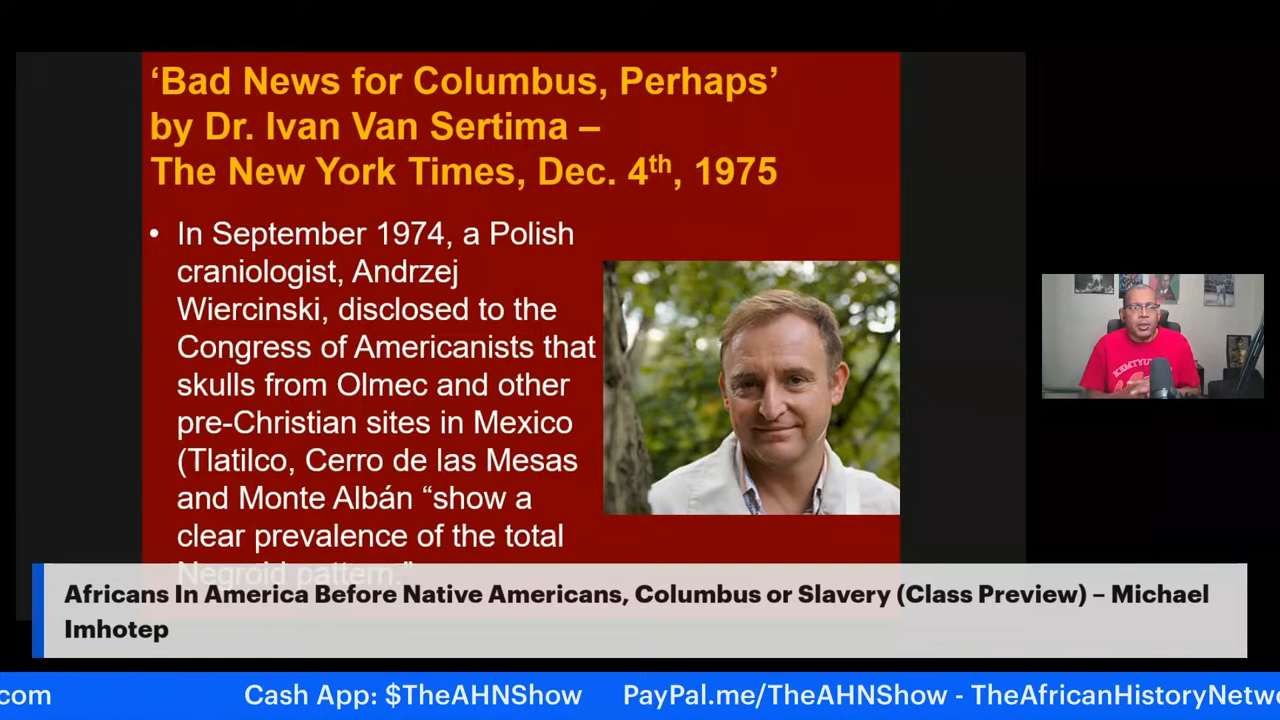 ‘Bad News for Columbus, Perhaps’
by Dr. Ivan Van Sertima –
The New York Times, Dec. 4th, 1975
• In September 1974, a Polish
craniologist, Andrzej
Wiercinski, disclosed to the
Congress of Americanists that
skulls from Olmec and other
pre-Christian sites in Mexico
(Tlatilco, Cerro de las Mesas
and Monte Albán “show a
clear prevalence of the total
Negroid pattern.”
Africans In America Before Native Americans, Columbus or Slavery (Class Preview) – Michael
Imhotep
.com Cash App: $TheAHNShow PayPal.me/TheAHNShow - TheAfricanHistoryNetw